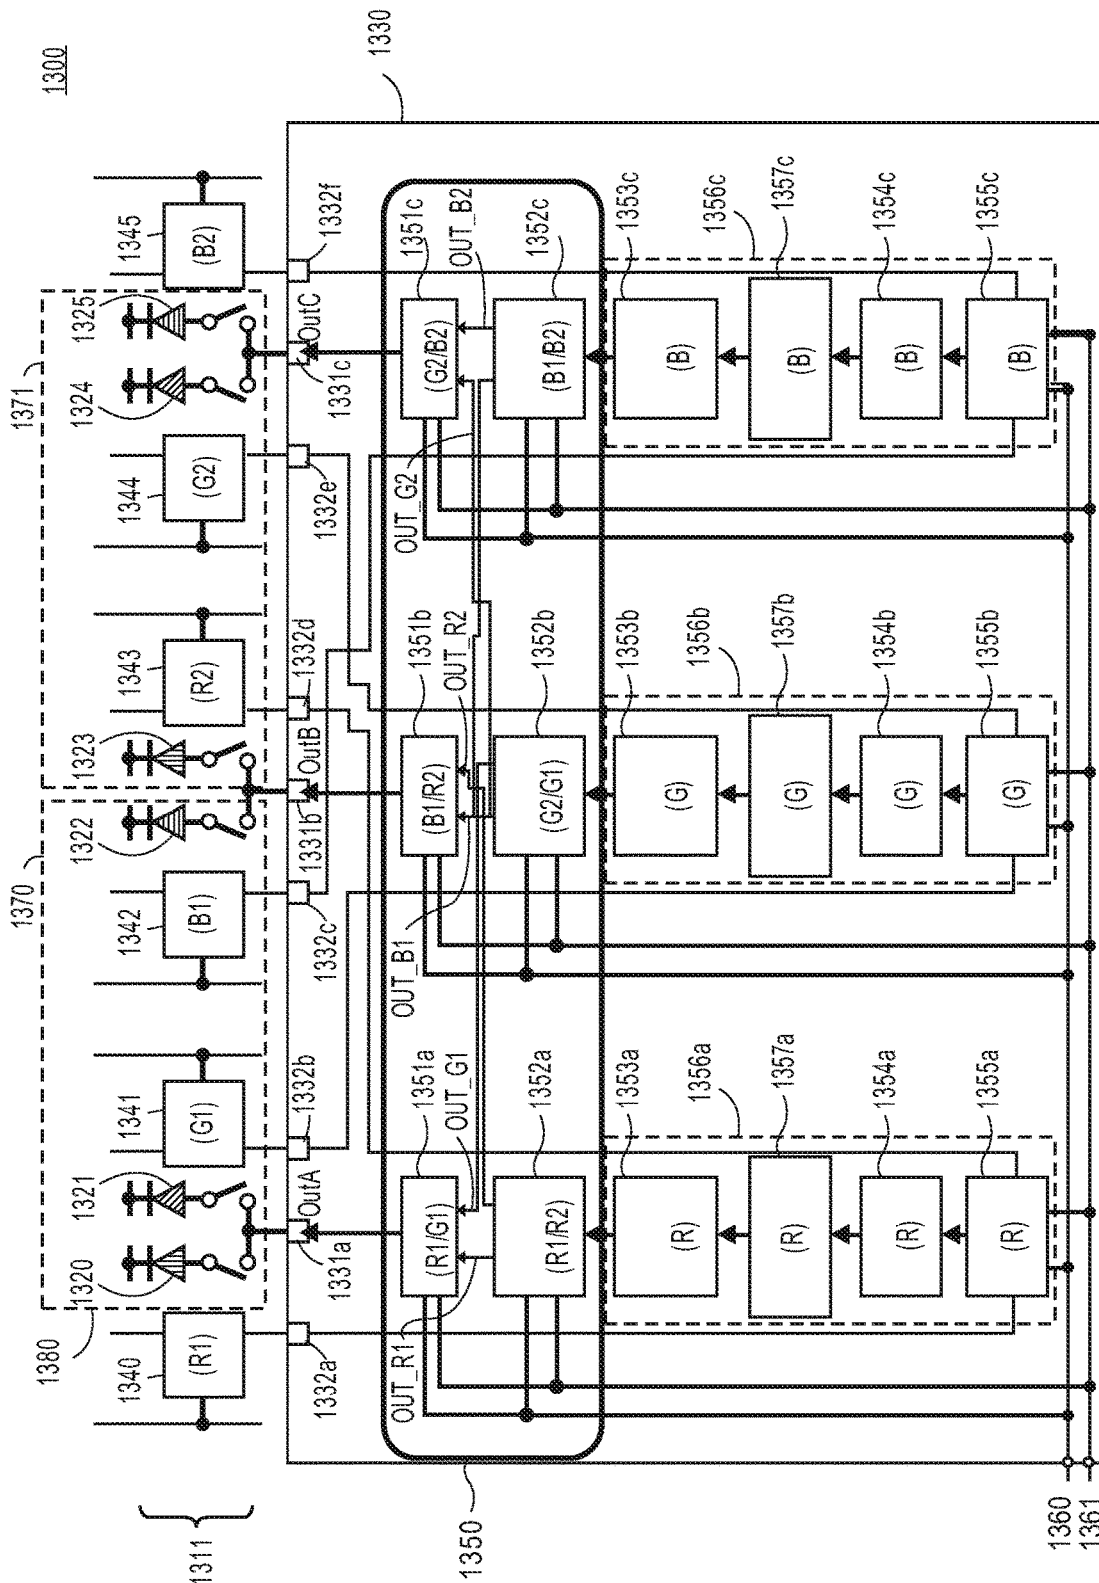 1300
1330
1311
1380
1370
1371
1340
1320
1321
1341
1342
1322
1323
1343
1344
1324
1325
1345
(R1)
(G1)
(B1)
(R2)
(G2)
(B2)
1332a
1331a
OutA
1332b
1332c
1331b
OutB
1332d
1332e
1331c
OutC
1332f
1350
OUT_R1
(R1/G1)
1351a
OUT_G1
OUT_B1
(B1/R2)
1351b
OUT_R2
OUT_G2
(G2/B2)
1351c
OUT_B2
(R1/R2)
1352a
(G2/G1)
1352b
(B1/B2)
1352c
(R)
1353a
(G)
1353b
(B)
1353c
1356a
1356b
1356c
(R)
1357a
(G)
1357b
(B)
1357c
(R)
1354a
(G)
1354b
(B)
1354c
(R)
1355a
(G)
1355b
(B)
1355c
1360
1361